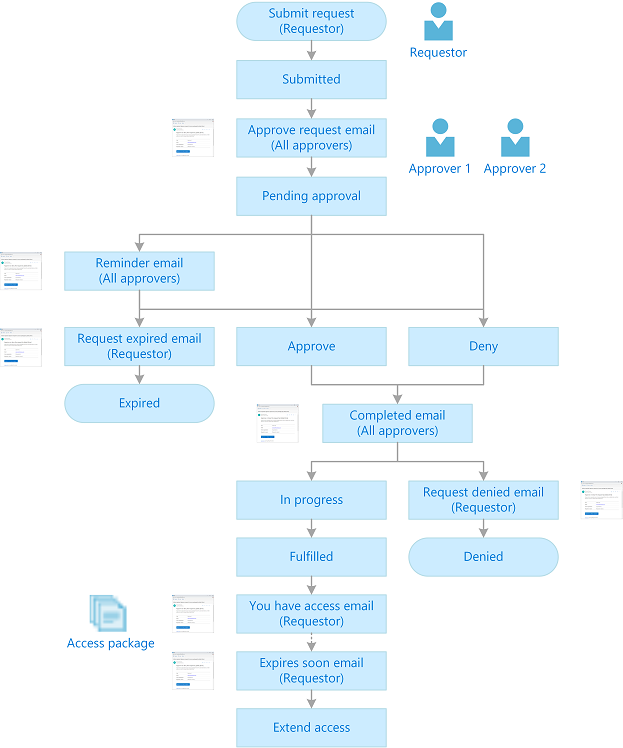 Submit request
(Requestor)
Requestor
Submitted
Approve request email
(All approvers)
Approver 1
Approver 2
Pending approval
Reminder email
(All approvers)
Request expired email
(Requestor)
Approve
Deny
Expired
Completed email
(All approvers)
In progress
Request denied email
(Requestor)
Fulfilled
Denied
You have access email
(Requestor)
Access package
Expires soon email
(Requestor)
Extend access